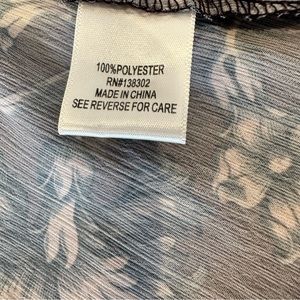 100%POLYESTER
RN#138302
MADE IN CHINA
SEE REVERSE FOR CARE